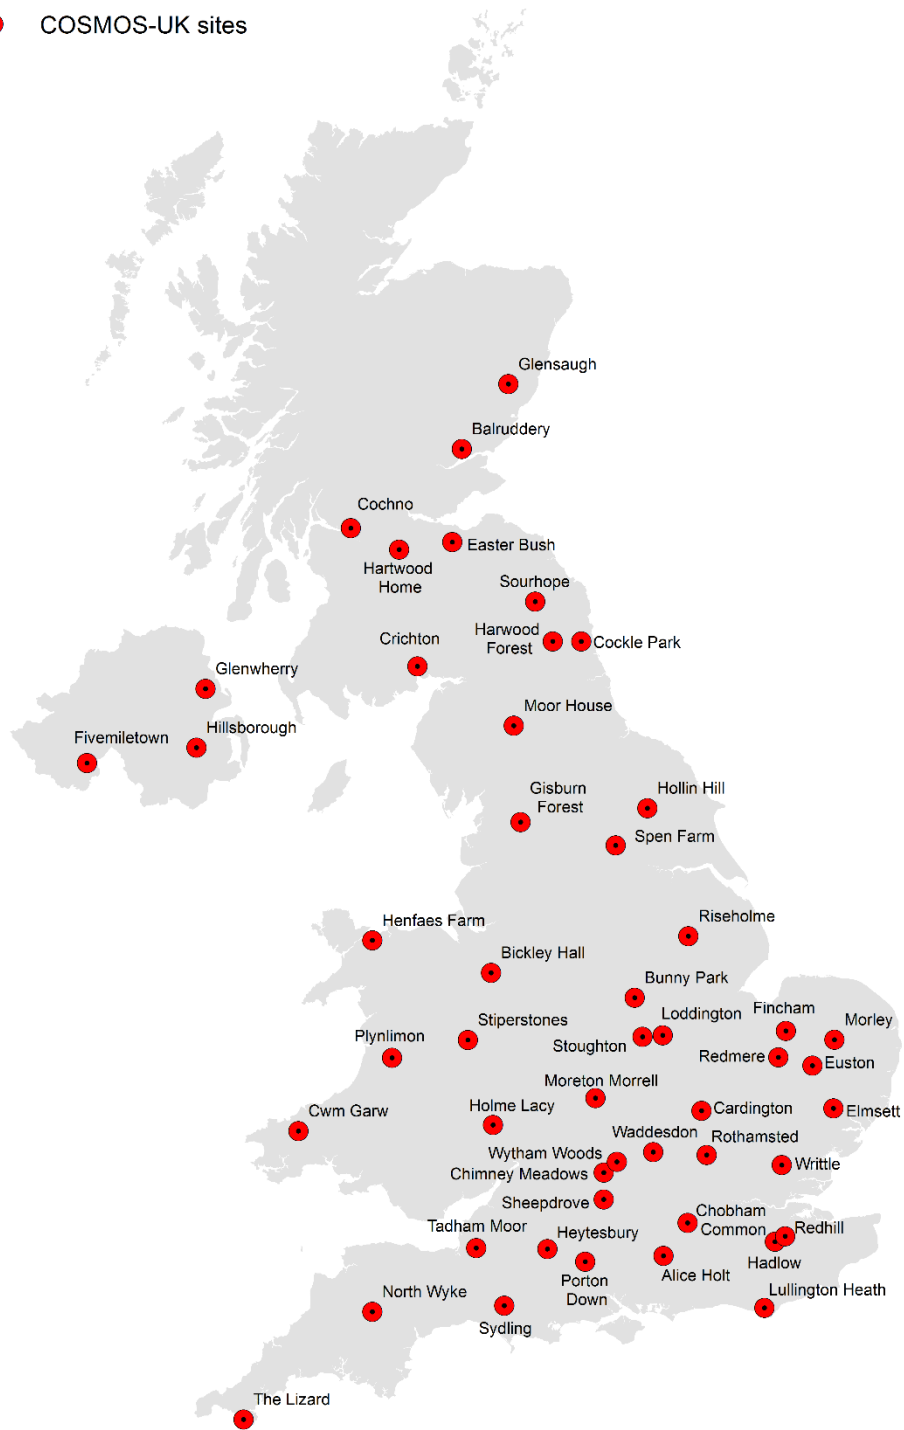 COSMOS-UK sites
Glensaugh
Balruddery
Cochno
Easter Bush
Hartwood
Home
Sourhope
Harwood
Forest
Cockle Park
Crichton
Glenwherry
Moor House
Hillsborough
Fivemiletown
Gisburn
Forest
Hollin Hill
Spen Farm
Henfaes Farm
Riseholme
Bickley Hall
Bunny Park
Fincham
Loddington
Morley
Stiperstones
Plynlimon
Stoughton
Redmere
Euston
Moreton Morrell
Cwm Garw
Holme Lacy
Cardington
Elmsett
Waddesdon
Rothamsted
Wytham Woods
Writtle
Chimney Meadows
Sheepdrove
Chobham
Common
Tadham Moor
Heytesbury
Redhill
Hadlow
Alice Holt
Porton
Down
North Wyke
Lullington Heath
Sydling
The Lizard